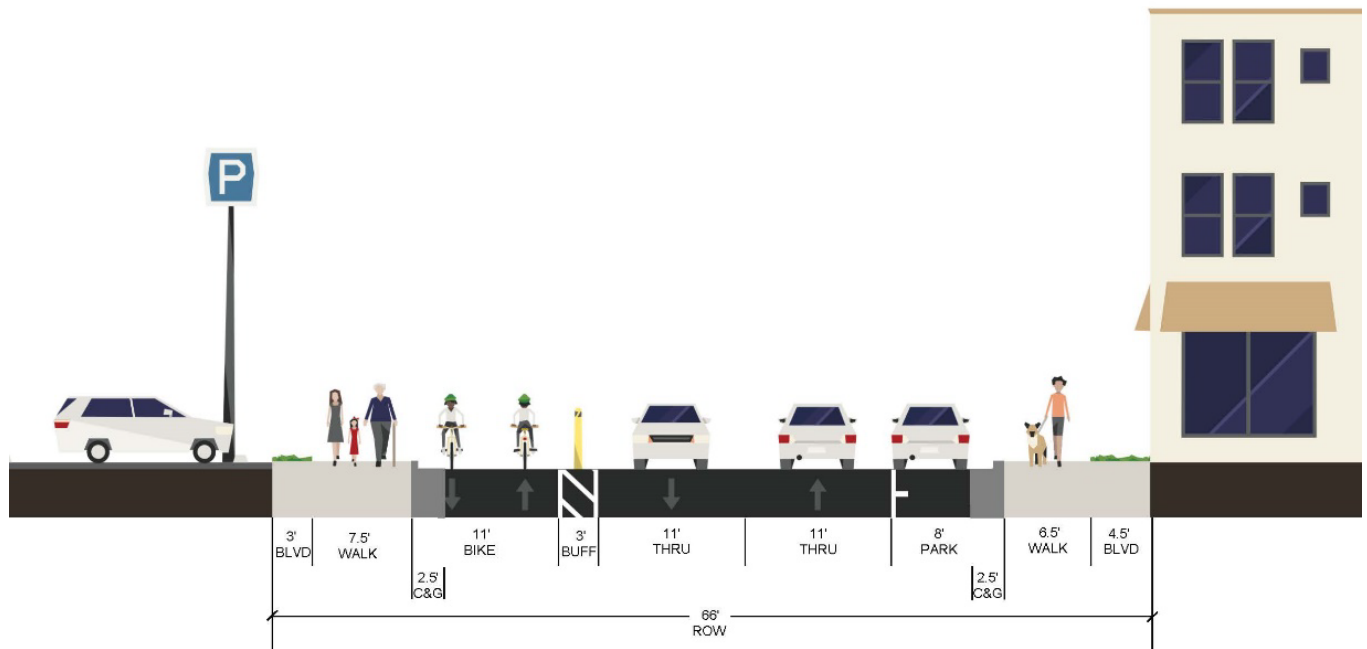 P
3'
BLVD
7.5'
WALK
11'
BIKE
3'
BUFF
11'
THRU
11'
THRU
8'
PARK
6.5'
WALK
4.5'
BLVD
2.5'
C&G
2.5'
C&G
66'
ROW